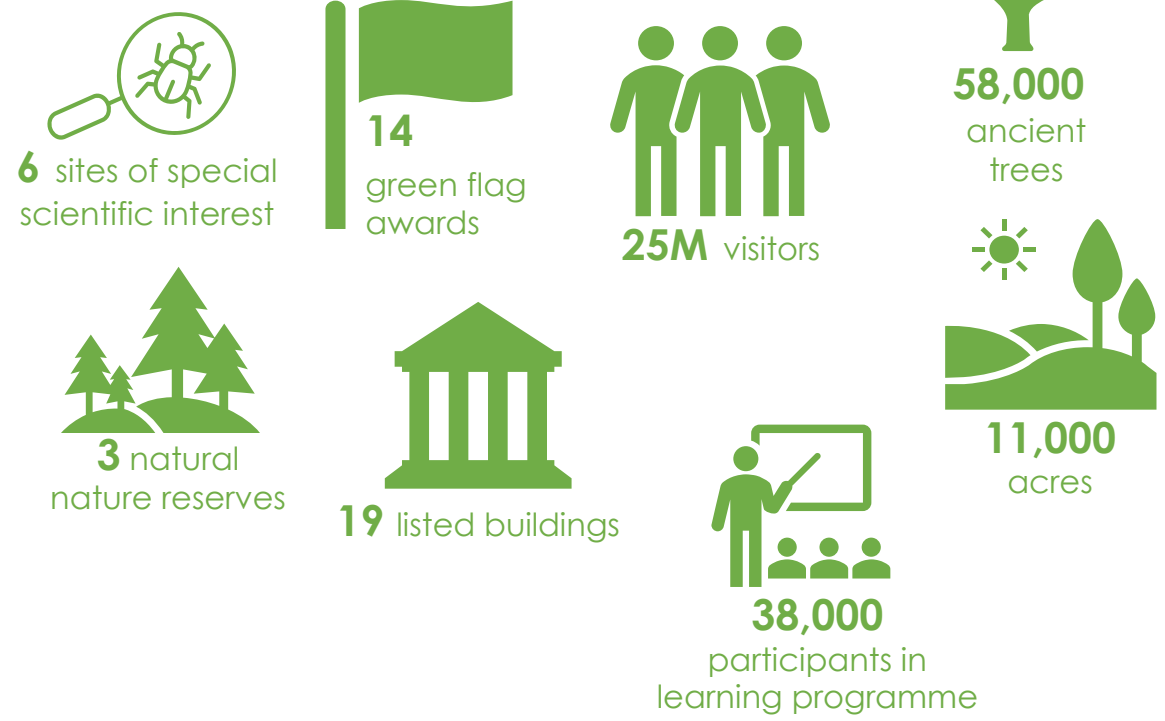 6 sites of special
scientific interest
14
green flag
awards
25M visitors
58,000
ancient
trees
3 natural
nature reserves
19 listed buildings
11,000
acres
38,000
participants in
learning programme